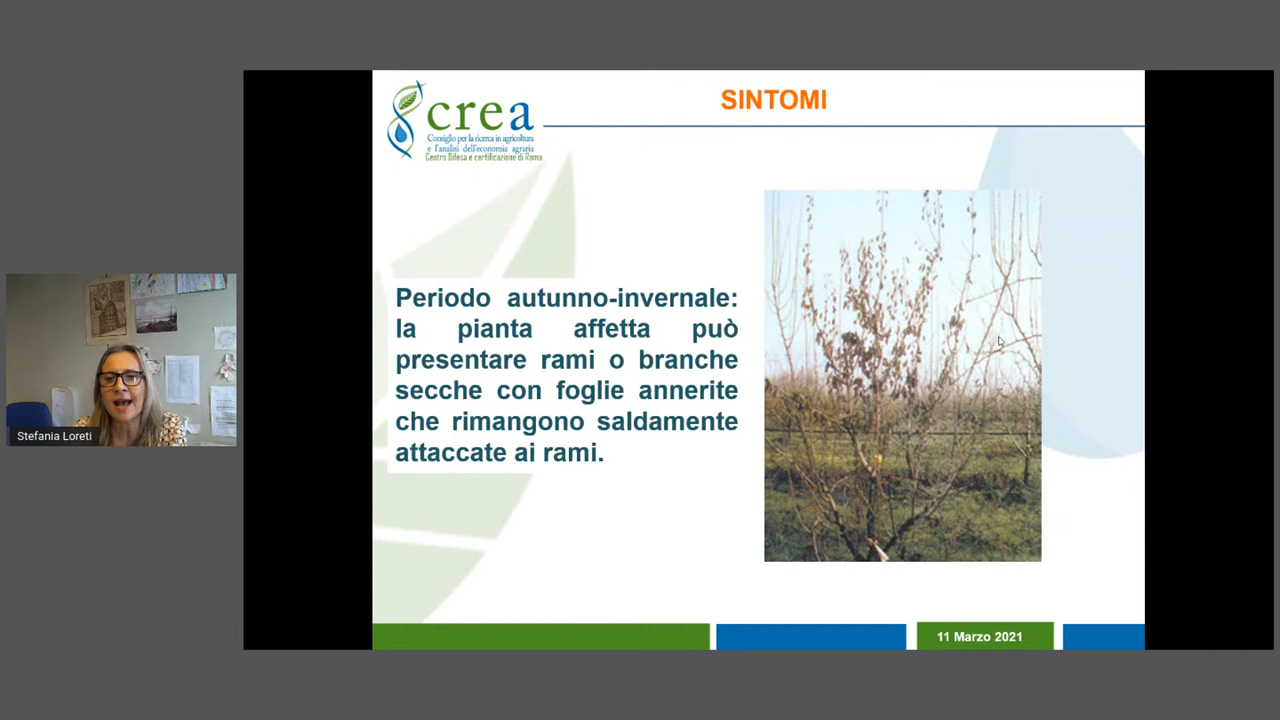 SINTOMI
crea
Consiglio per la ricerca in agricoltura
e l'analisi dell'economia agraria
Centro Difesa e certificazione di Roma
Periodo autunno-invernale:
la pianta affetta può
presentare rami o branche
secche con foglie annerite
che rimangono saldamente
attaccate ai rami.
Stefania Loreti
11 Marzo 2021